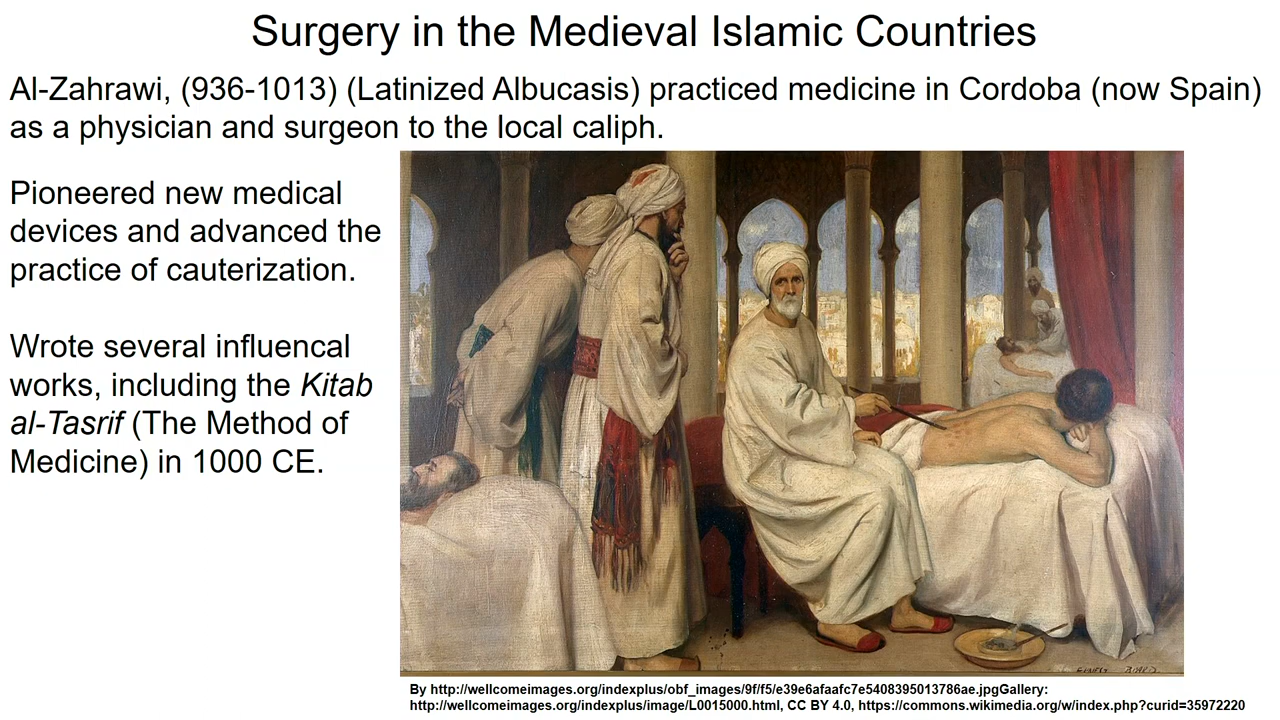 Surgery in the Medieval Islamic Countries
Al-Zahrawi, (936-1013) (Latinized Albucasis) practiced medicine in Cordoba (now Spain)
as a physician and surgeon to the local caliph.
Pioneered new medical
devices and advanced the
practice of cauterization.
Wrote several influencal
works, including the Kitab
al-Tasrif (The Method of
Medicine) in 1000 CE.
By http://wellcomeimages.org/indexplus/obf_images/9f/f5/e39e6afaafc7e5408395013786ae.jpgGallery:
http://wellcomeimages.org/indexplus/image/L0015000.html, CC BY 4.0, https://commons.wikimedia.org/w/index.php?curid=35972220